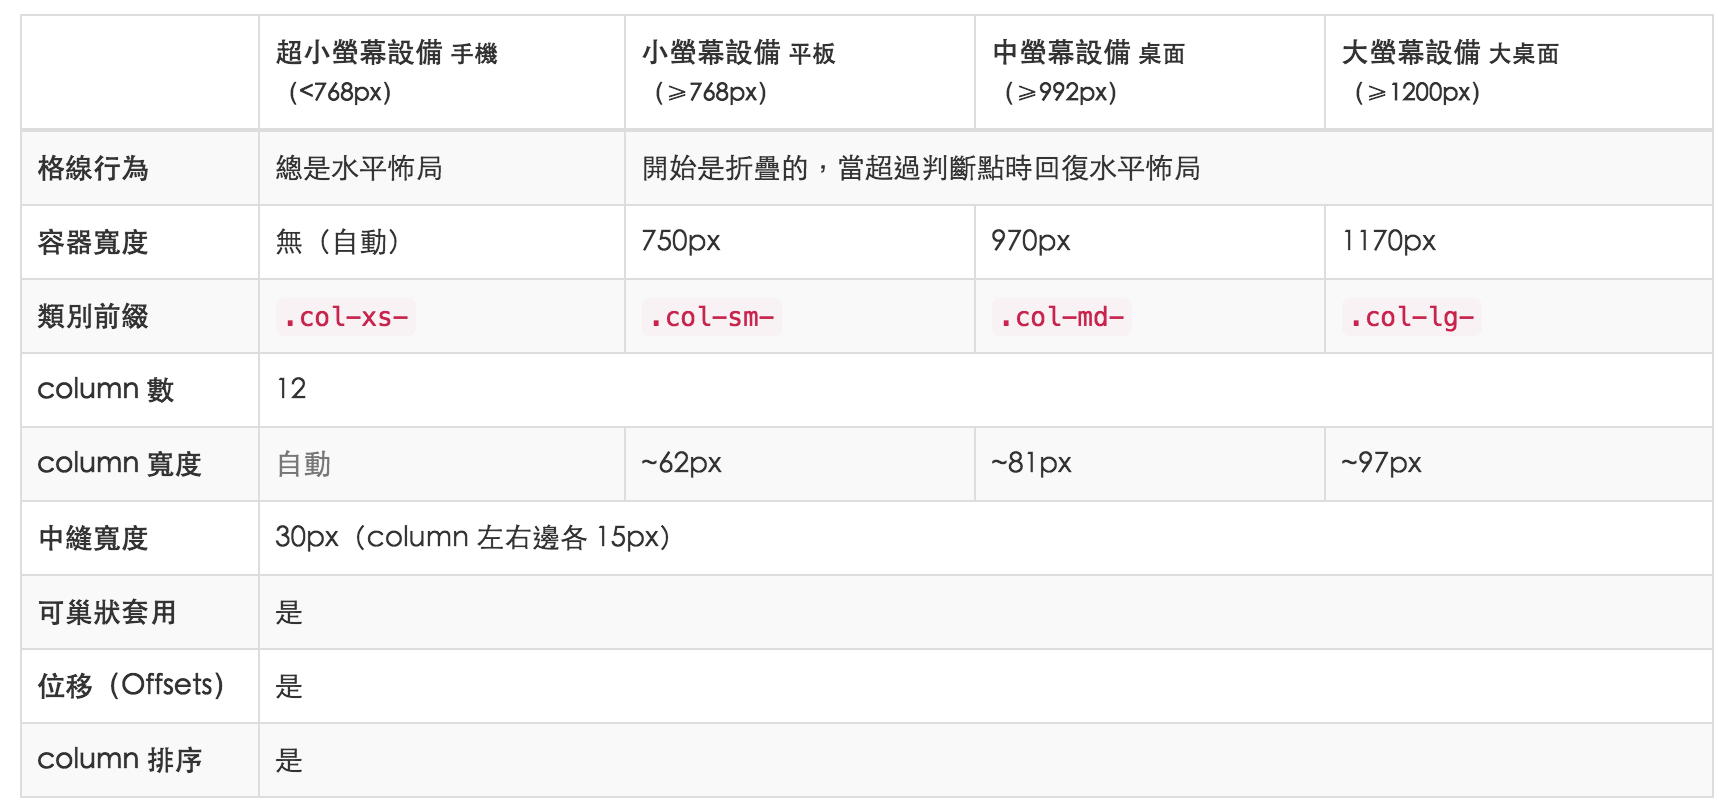 超小螢幕設備 手機
(<768px)
小螢幕設備 平板
(≥768px)
中螢幕設備 桌面
(≥992px)
大螢幕設備 大桌面
(≥1200px)
格線行為
總是水平佈局
開始是折疊的，當超過判斷點時回復水平佈局
容器寬度
無（自動）
750px
970px
1170px
類別前綴
.col-xs-
.col-sm-
.col-md-
.col-lg-
column 數
12
column 寬度
自動
~62px
~81px
~97px
中縫寬度
30px（column 左右邊各 15px）
可巢狀套用
是
位移（Offsets）
是
column 排序
是